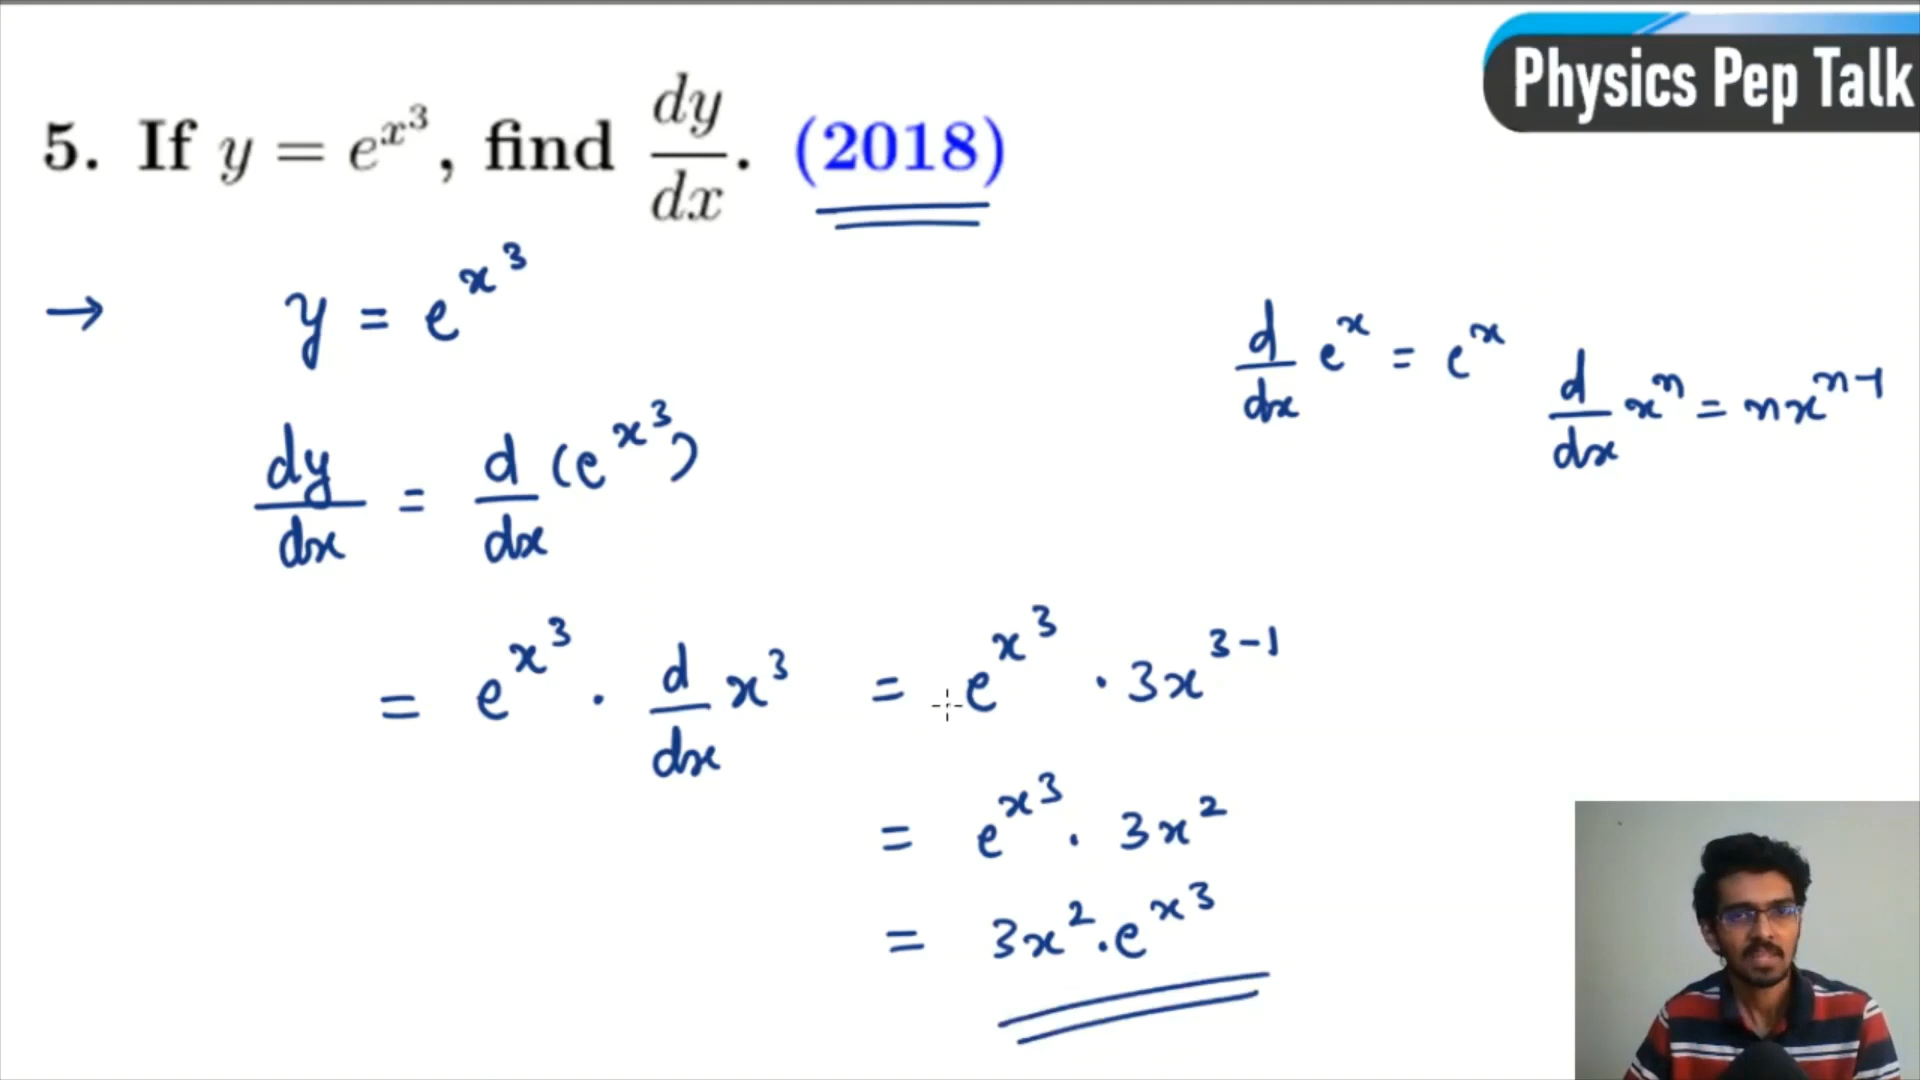 Physics Pep Talk
5. If y = e^{x^3}, find dy/dx. (2018)
→ y = e^{x^3}
d/dx e^x = e^x
d/dx x^n = nx^{n-1}
dy/dx = d/dx (e^{x^3})
= e^{x^3} · d/dx x^3 = e^{x^3} · 3x^{3-1}
= e^{x^3} · 3x^2
= 3x^2 · e^{x^3}